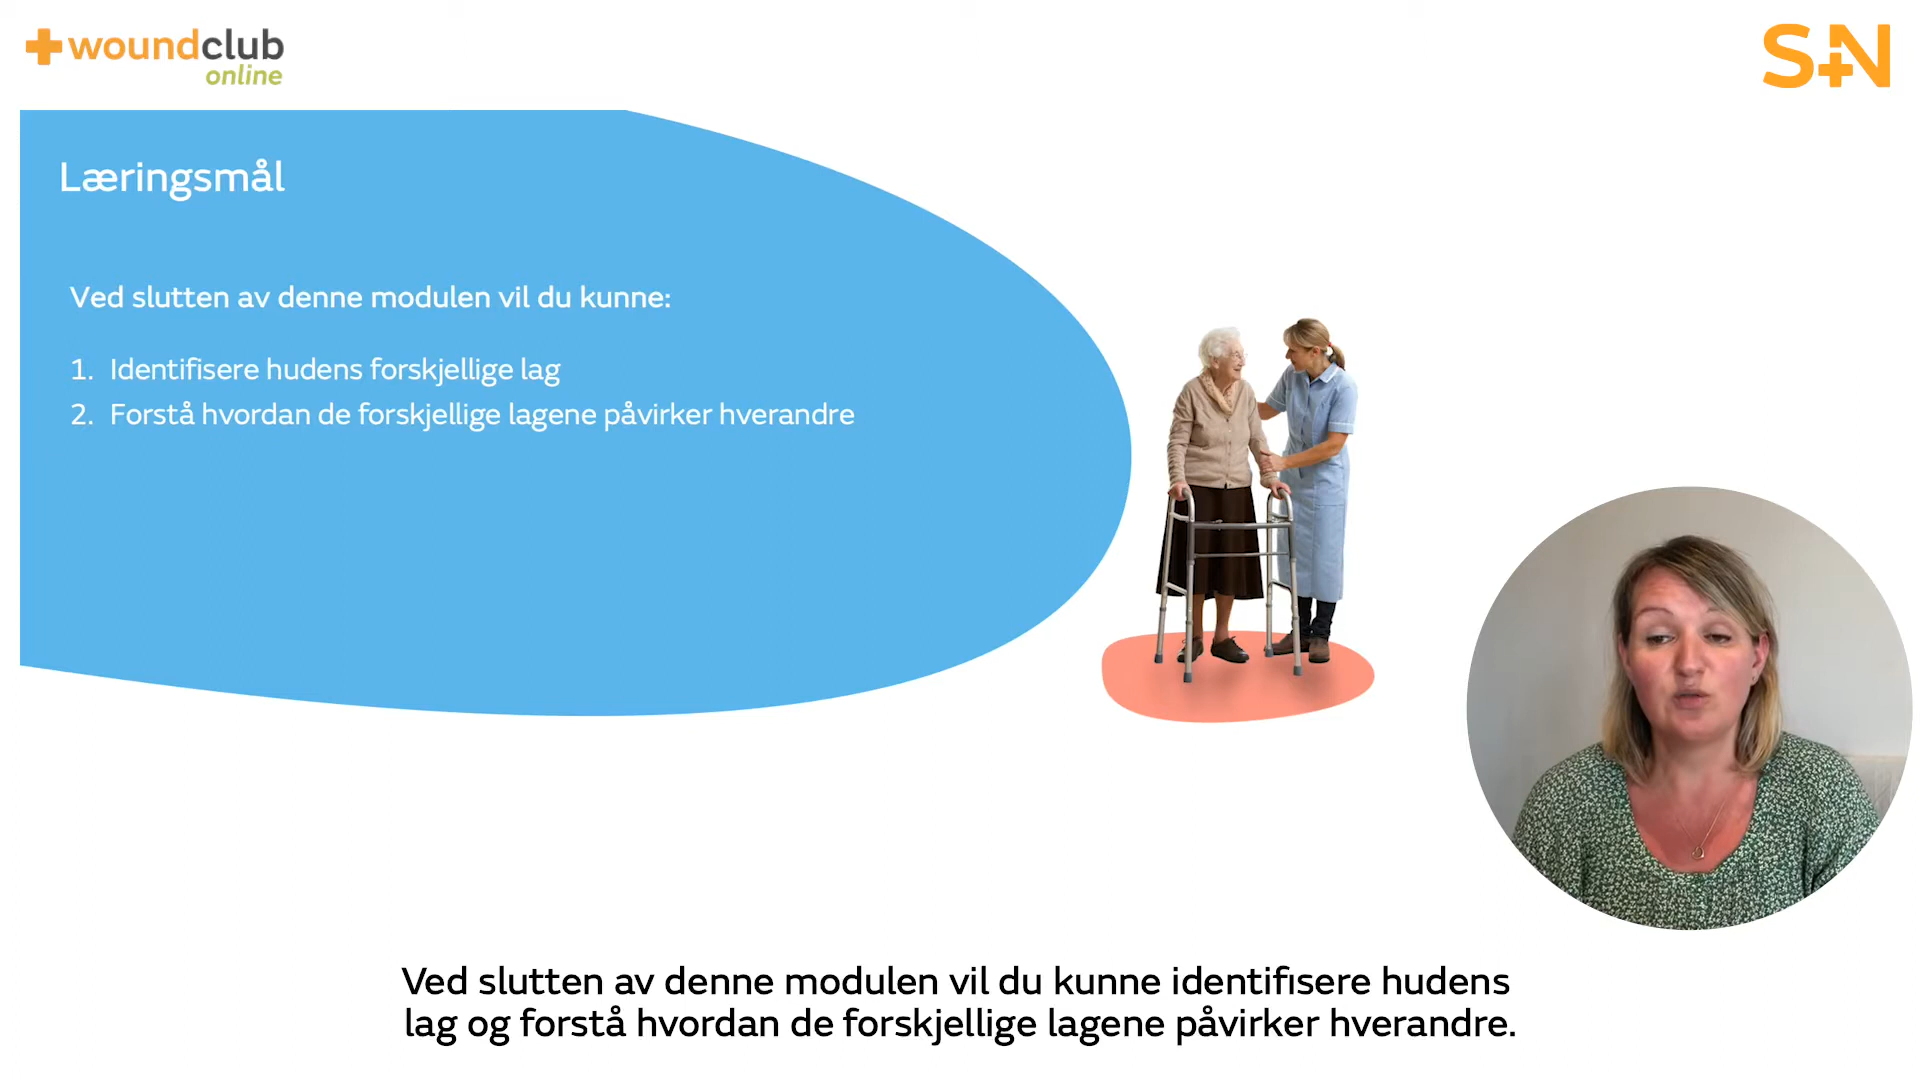 woundclub
online
S+N
Læringsmål
Ved slutten av denne modulen vil du kunne:
1. Identifisere hudens forskjellige lag
2. Forstå hvordan de forskjellige lagene påvirker hverandre
Ved slutten av denne modulen vil du kunne identifisere hudens
lag og forstå hvordan de forskjellige lagene påvirker hverandre.